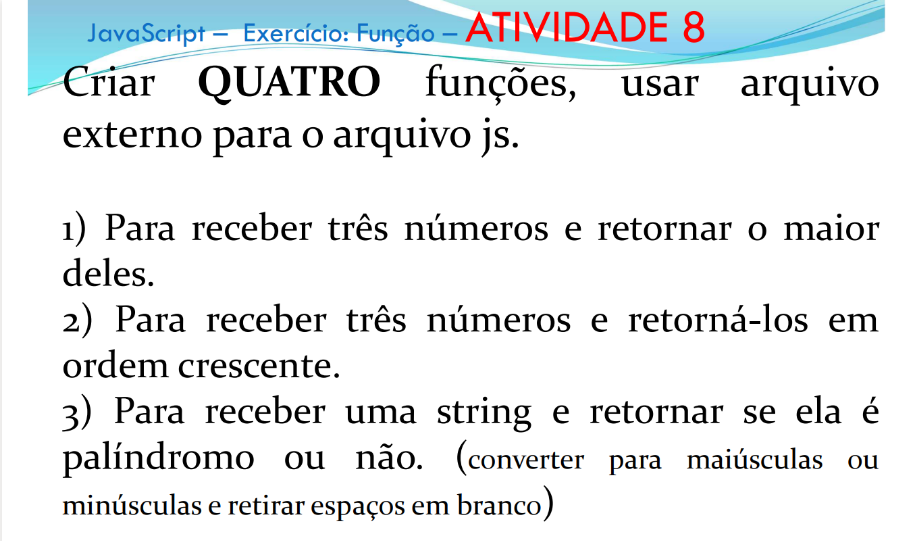 JavaScript – Exercício: Função – ATIVIDADE 8
Criar QUATRO funções, usar arquivo
externo para o arquivo js.
1) Para receber três números e retornar o maior
deles.
2) Para receber três números e retorná-los em
ordem crescente.
3) Para receber uma string e retornar se ela é
palíndromo ou não. (converter para maiúsculas ou
minúsculas e retirar espaços em branco)